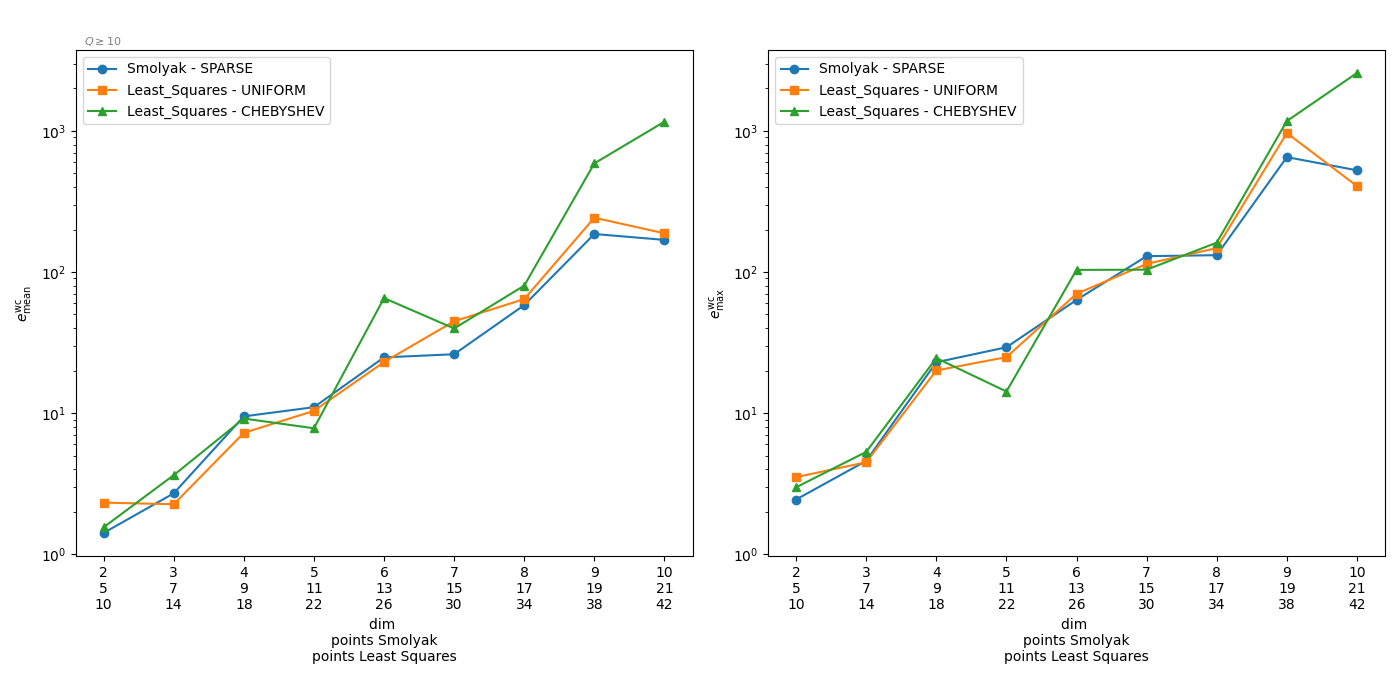 Q ≥ 10
Smolyak - SPARSE
Least_Squares - UNIFORM
Least_Squares - CHEBYSHEV
10³
10²
10¹
10⁰
e^wc_mean
2 3 4 5 6 7 8 9 10
5 7 9 11 13 15 17 19 21
10 14 18 22 26 30 34 38 42
dim
points Smolyak
points Least Squares
Smolyak - SPARSE
Least_Squares - UNIFORM
Least_Squares - CHEBYSHEV
10³
10²
10¹
10⁰
e^wc_max
2 3 4 5 6 7 8 9 10
5 7 9 11 13 15 17 19 21
10 14 18 22 26 30 34 38 42
dim
points Smolyak
points Least Squares